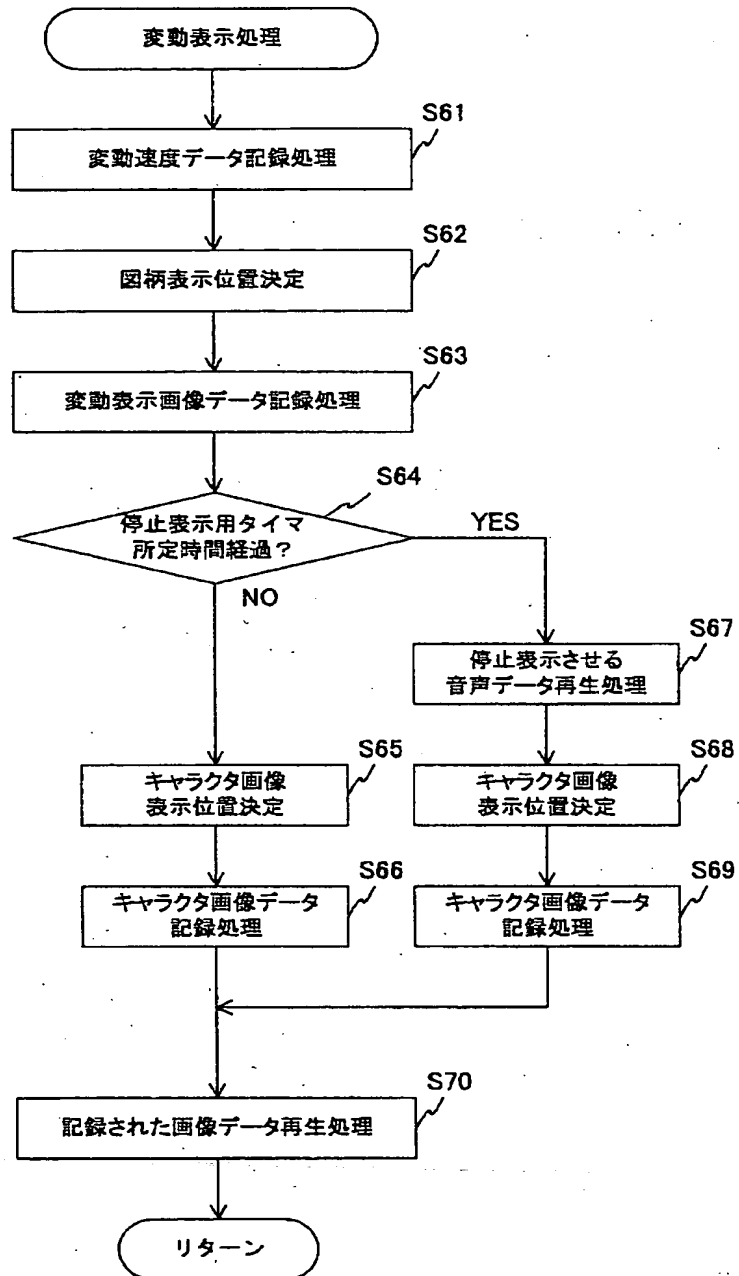 変動表示処理
S61
変動速度データ記録処理
S62
図柄表示位置決定
S63
変動表示画像データ記録処理
S64
停止表示用タイマ
所定時間経過？
YES
NO
S67
停止表示させる
音声データ再生処理
S65
キャラクタ画像
表示位置決定
S68
キャラクタ画像
表示位置決定
S66
キャラクタ画像データ
記録処理
S69
キャラクタ画像データ
記録処理
S70
記録された画像データ再生処理
リターン